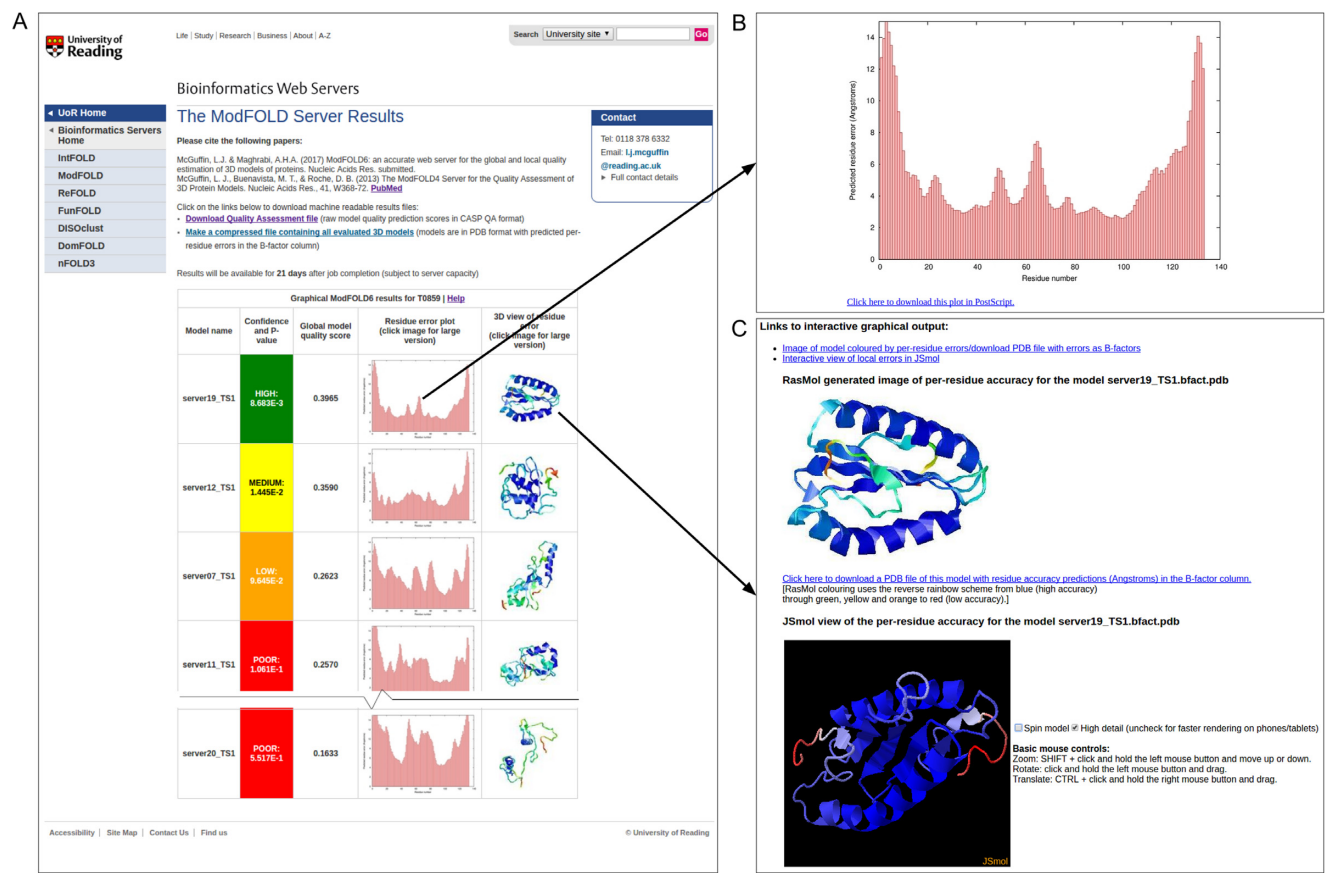 A
University of
Reading
Life | Study | Research | Business | About | A-Z
Search University site ▼ Go
Bioinformatics Web Servers
UoR Home
Bioinformatics Servers
Home
IntFOLD
ModFOLD
ReFOLD
FunFOLD
DISOclust
DomFOLD
nFOLD3
The ModFOLD Server Results
Please cite the following papers:
McGuffin, L.J. & Maghrabi, A.H.A. (2017) ModFOLD6: an accurate web server for the global and local quality
estimation of 3D models of proteins. Nucleic Acids Res. submitted.
McGuffin, L. J., Buenavista, M. T., & Roche, D. B. (2013) The ModFOLD4 Server for the Quality Assessment of
3D Protein Models. Nucleic Acids Res., 41, W368-72. PubMed
Click on the links below to download machine readable results files:
• Download Quality Assessment file (raw model quality prediction scores in CASP QA format)
• Make a compressed file containing all evaluated 3D models (models are in PDB format with predicted per-
residue errors in the B-factor column)
Results will be available for 21 days after job completion (subject to server capacity)
Contact
Tel: 0118 378 6332
Email: l.j.mcguffin
@reading.ac.uk
Full contact details
Graphical ModFOLD6 results for T0859 | Help
Model name
Confidence
and P-
value
Global model
quality score
Residue error plot
(click image for large
version)
3D view of residue
error
(click image for large
version)
server19_TS1
HIGH:
8.683E-3
0.3965
server12_TS1
MEDIUM:
1.445E-2
0.3590
server07_TS1
LOW:
9.645E-2
0.2623
server11_TS1
POOR:
1.061E-1
0.2570
server20_TS1
POOR:
5.517E-1
0.1633
Accessibility | Site Map | Contact Us | Find us
© University of Reading
B
Predicted residue error (Angstroms)
14
12
10
8
6
4
2
0
0 20 40 60 80 100 120 140
Residue number
Click here to download this plot in PostScript.
C
Links to interactive graphical output:
• Image of model coloured by per-residue errors/download PDB file with errors as B-factors
• Interactive view of local errors in JSmol
RasMol generated image of per-residue accuracy for the model server19_TS1.bfact.pdb
Click here to download a PDB file of this model with residue accuracy predictions (Angstroms) in the B-factor column.
[RasMol colouring uses the reverse rainbow scheme from blue (high accuracy)
through green, yellow and orange to red (low accuracy).]
JSmol view of the per-residue accuracy for the model server19_TS1.bfact.pdb
JSmol
Spin model High detail (uncheck for faster rendering on phones/tablets)
Basic mouse controls:
Zoom: SHIFT + click and hold the left mouse button and move up or down.
Rotate: click and hold the left mouse button and drag.
Translate: CTRL + click and hold the right mouse button and drag.